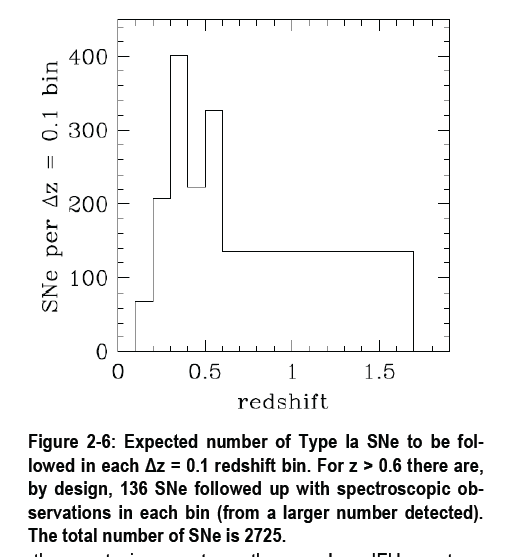 400
300
200
100
0
SNe per Δz = 0.1 bin
0 0.5 1 1.5
redshift
Figure 2-6: Expected number of Type Ia SNe to be fol-
lowed in each Δz = 0.1 redshift bin. For z > 0.6 there are,
by design, 136 SNe followed up with spectroscopic ob-
servations in each bin (from a larger number detected).
The total number of SNe is 2725.